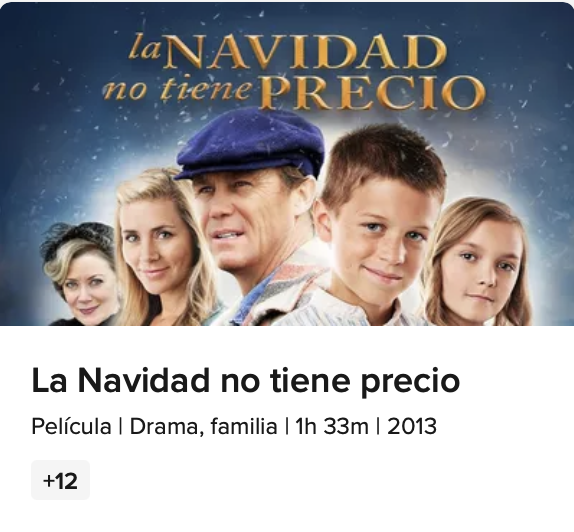 la NAVIDAD
no tiene PRECIO
La Navidad no tiene precio
Película | Drama, familia | 1h 33m | 2013
+12